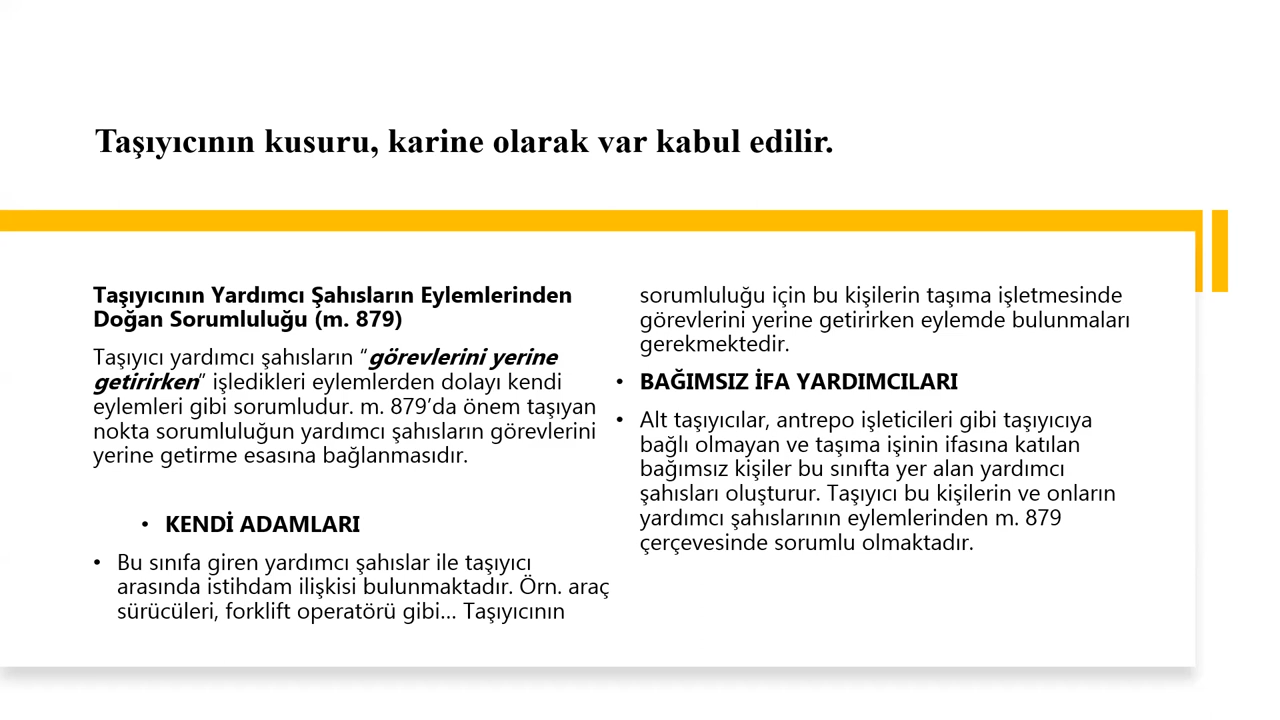 Taşıyıcının kusuru, karine olarak var kabul edilir.
Taşıyıcının Yardımcı Şahısların Eylemlerinden
Doğan Sorumluluğu (m. 879)
Taşıyıcı yardımcı şahısların “görevlerini yerine
getirirken” işledikleri eylemlerden dolayı kendi
eylemleri gibi sorumludur. m. 879’da önem taşıyan
nokta sorumluluğun yardımcı şahısların görevlerini
yerine getirme esasına bağlanmasıdır.
• KENDİ ADAMLARI
• Bu sınıfa giren yardımcı şahıslar ile taşıyıcı
arasında istihdam ilişkisi bulunmaktadır. Örn. araç
sürücüleri, forklift operatörü gibi… Taşıyıcının
sorumluluğu için bu kişilerin taşıma işletmesinde
görevlerini yerine getirirken eylemde bulunmaları
gerekmektedir.
• BAĞIMSIZ İFA YARDIMCILARI
• Alt taşıyıcılar, antrepo işleticileri gibi taşıyıcıya
bağlı olmayan ve taşıma işinin ifasına katılan
bağımsız kişiler bu sınıfta yer alan yardımcı
şahısları oluşturur. Taşıyıcı bu kişilerin ve onların
yardımcı şahıslarının eylemlerinden m. 879
çerçevesinde sorumlu olmaktadır.